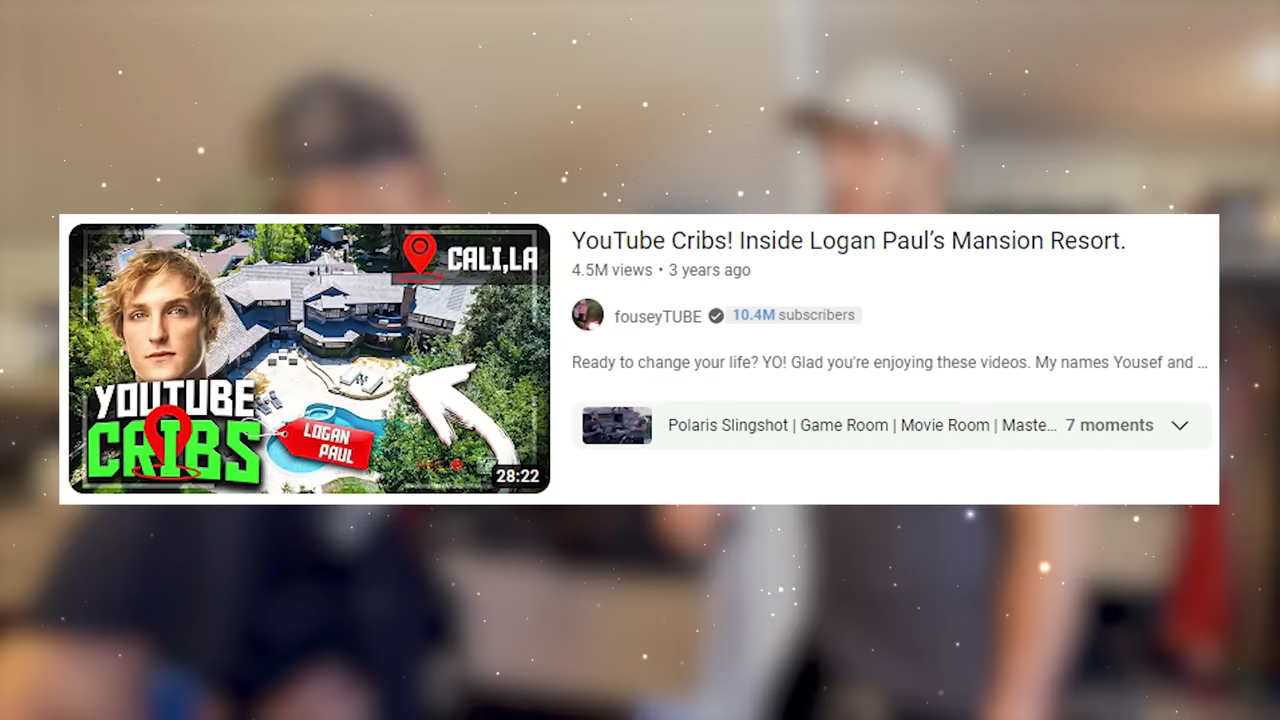 CALI,LA
YOUTUBE
CRIBS
LOGAN
PAUL
28:22
YouTube Cribs! Inside Logan Paul’s Mansion Resort.
4.5M views • 3 years ago
fouseyTUBE 10.4M subscribers
Ready to change your life? YO! Glad you're enjoying these videos. My names Yousef and ...
Polaris Slingshot | Game Room | Movie Room | Maste... 7 moments